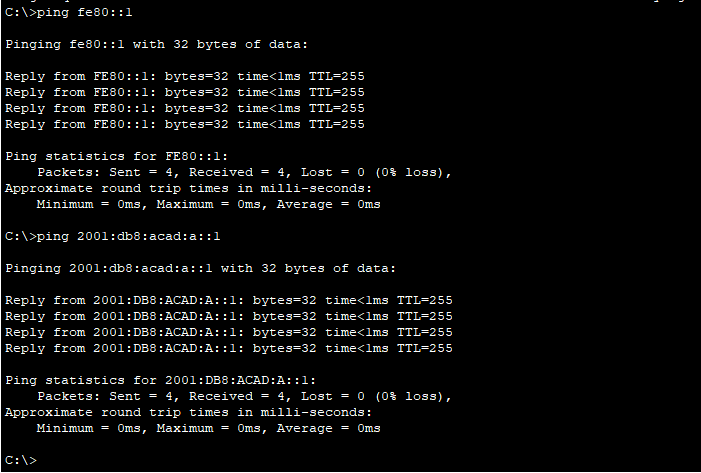 C:\>ping fe80::1
Pinging fe80::1 with 32 bytes of data:
Reply from FE80::1: bytes=32 time<1ms TTL=255
Reply from FE80::1: bytes=32 time<1ms TTL=255
Reply from FE80::1: bytes=32 time<1ms TTL=255
Reply from FE80::1: bytes=32 time<1ms TTL=255
Ping statistics for FE80::1:
    Packets: Sent = 4, Received = 4, Lost = 0 (0% loss),
Approximate round trip times in milli-seconds:
    Minimum = 0ms, Maximum = 0ms, Average = 0ms
C:\>ping 2001:db8:acad:a::1
Pinging 2001:db8:acad:a::1 with 32 bytes of data:
Reply from 2001:DB8:ACAD:A::1: bytes=32 time<1ms TTL=255
Reply from 2001:DB8:ACAD:A::1: bytes=32 time<1ms TTL=255
Reply from 2001:DB8:ACAD:A::1: bytes=32 time<1ms TTL=255
Reply from 2001:DB8:ACAD:A::1: bytes=32 time<1ms TTL=255
Ping statistics for 2001:DB8:ACAD:A::1:
    Packets: Sent = 4, Received = 4, Lost = 0 (0% loss),
Approximate round trip times in milli-seconds:
    Minimum = 0ms, Maximum = 0ms, Average = 0ms
C:\>